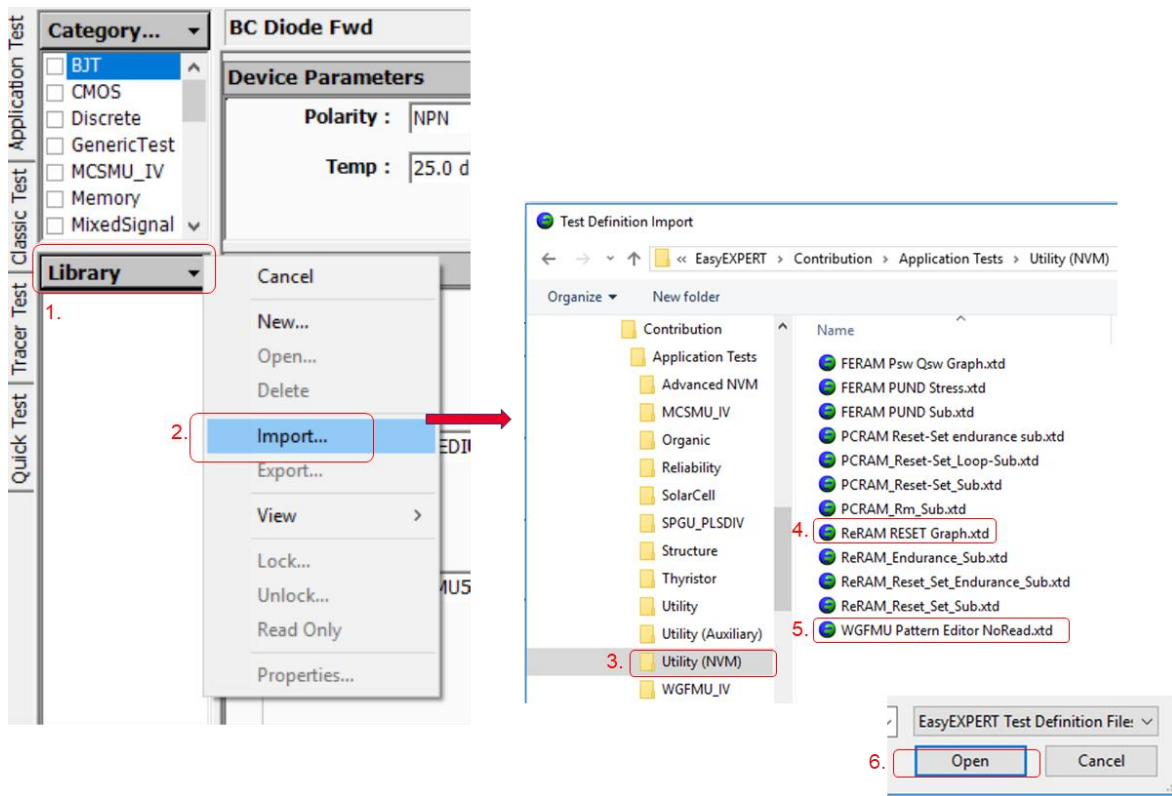 Application Test
Classic Test
Tracer Test
Quick Test
Category...
BJT
CMOS
Discrete
GenericTest
MCSMU_IV
Memory
MixedSignal
Library
1.
BC Diode Fwd
Device Parameters
Polarity :
NPN
Temp :
25.0 d
Cancel
New...
Open...
Delete
2.
Import...
Export...
View
Lock...
Unlock...
Read Only
Properties...
EDIU
MU5
Test Definition Import
« EasyEXPERT > Contribution > Application Tests > Utility (NVM)
Organize
New folder
Contribution
Application Tests
Advanced NVM
MCSMU_IV
Organic
Reliability
SolarCell
SPGU_PLSDIV
Structure
Thyristor
Utility
Utility (Auxiliary)
3.
Utility (NVM)
WGFMU_IV
Name
FERAM Psw Qsw Graph.xtd
FERAM PUND Stress.xtd
FERAM PUND Sub.xtd
PCRAM Reset-Set endurance sub.xtd
PCRAM_Reset-Set_Loop-Sub.xtd
PCRAM_Reset-Set_Sub.xtd
PCRAM_Rm_Sub.xtd
4.
ReRAM RESET Graph.xtd
ReRAM_Endurance_Sub.xtd
ReRAM_Reset_Set_Endurance_Sub.xtd
ReRAM_Reset_Set_Sub.xtd
5.
WGFMU Pattern Editor NoRead.xtd
EasyEXPERT Test Definition File:
6.
Open
Cancel